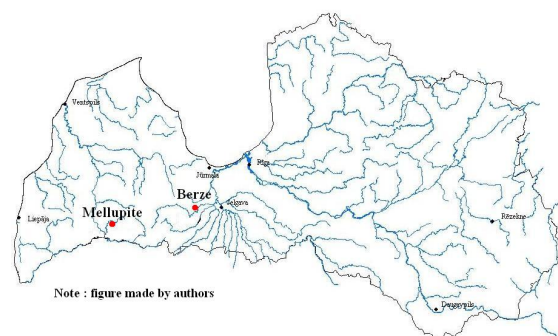 Ventspils
Rīga
Jūrmala
Berze
Jelgava
Mellupite
Liepāja
Rēzekne
Daugavpils
Note : figure made by authors